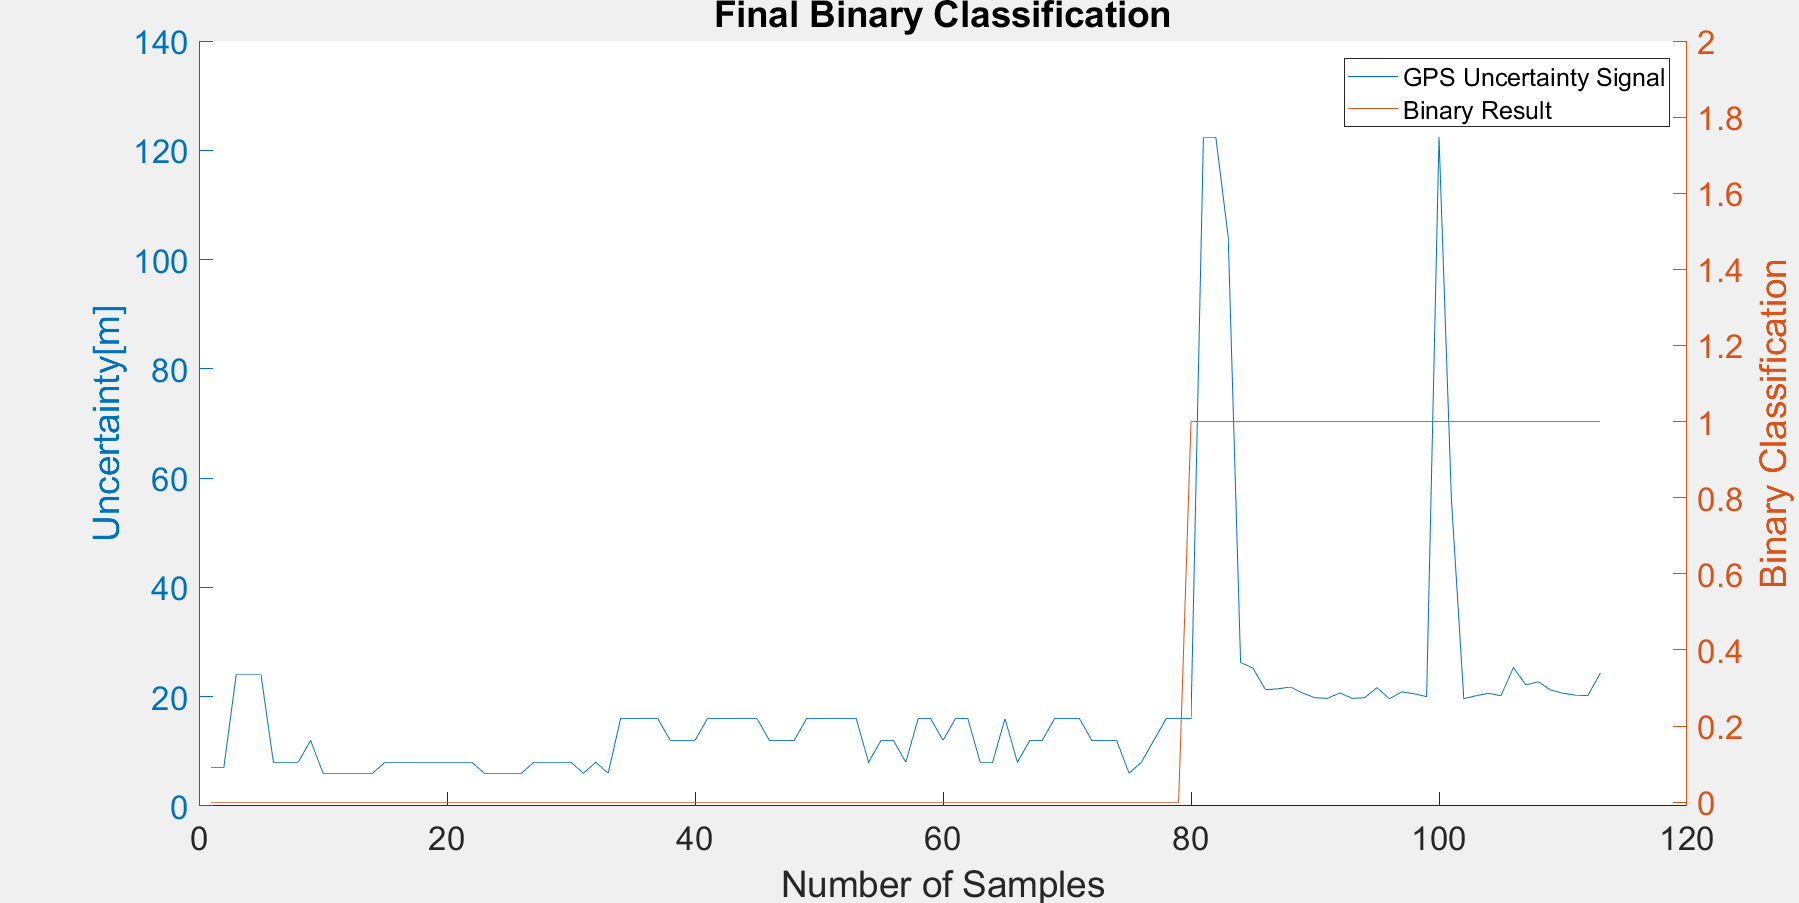 Final Binary Classification
GPS Uncertainty Signal
Binary Result
Uncertainty[m]
140
120
100
80
60
40
20
0
2
1.8
1.6
1.4
1.2
1
0.8
0.6
0.4
0.2
0
Binary Classification
0 20 40 60 80 100 120
Number of Samples